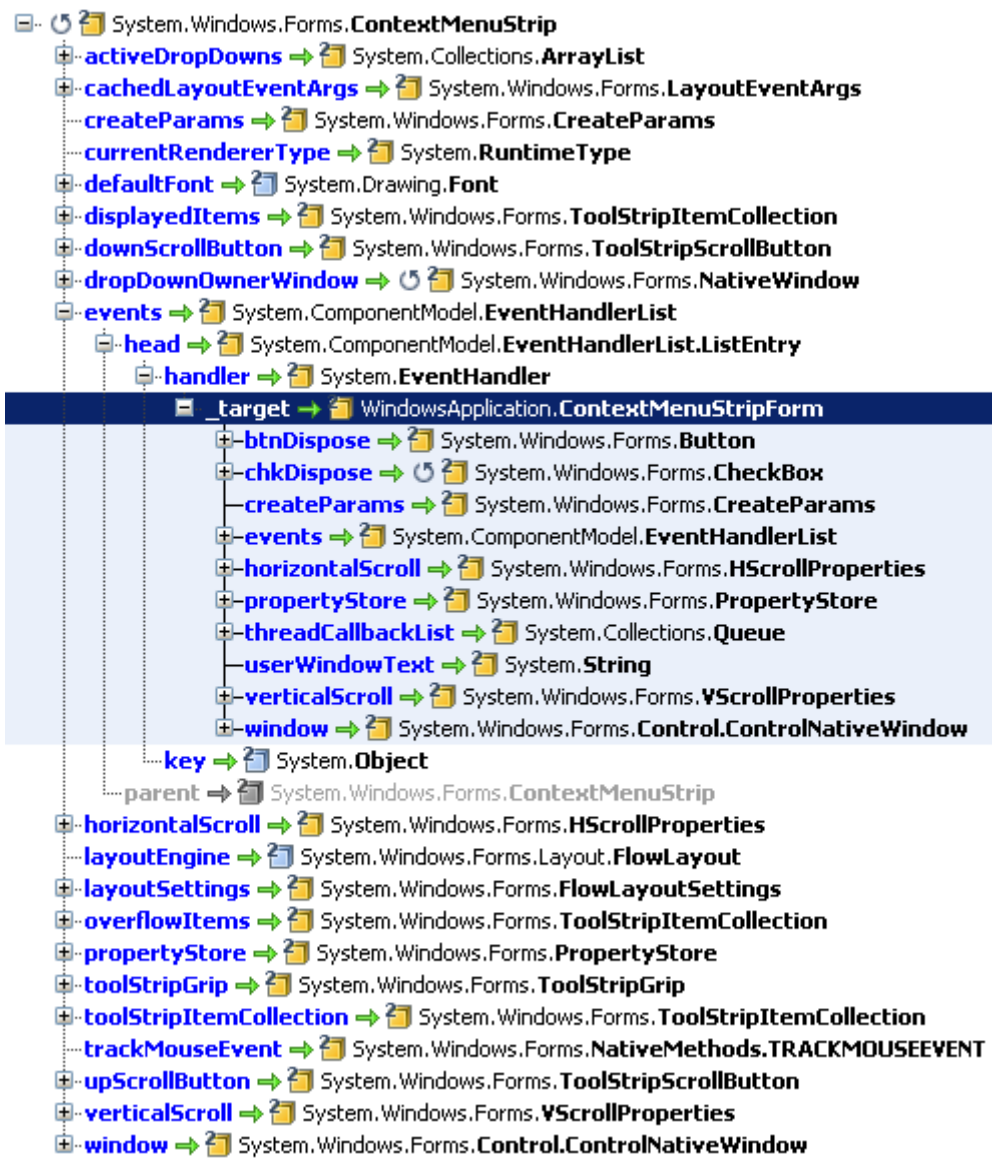 System.Windows.Forms.ContextMenuStrip
activeDropDowns System.Collections.ArrayList
cachedLayoutEventArgs System.Windows.Forms.LayoutEventArgs
createParams System.Windows.Forms.CreateParams
currentRendererType System.RuntimeType
defaultFont System.Drawing.Font
displayedItems System.Windows.Forms.ToolStripItemCollection
downScrollButton System.Windows.Forms.ToolStripScrollButton
dropDownOwnerWindow System.Windows.Forms.NativeWindow
events System.ComponentModel.EventHandlerList
head System.ComponentModel.EventHandlerList.ListEntry
handler System.EventHandler
_target WindowsApplication.ContextMenuStripForm
btnDispose System.Windows.Forms.Button
chkDispose System.Windows.Forms.CheckBox
createParams System.Windows.Forms.CreateParams
events System.ComponentModel.EventHandlerList
horizontalScroll System.Windows.Forms.HScrollProperties
propertyStore System.Windows.Forms.PropertyStore
threadCallbackList System.Collections.Queue
userWindowText System.String
verticalScroll System.Windows.Forms.VScrollProperties
window System.Windows.Forms.Control.ControlNativeWindow
key System.Object
parent System.Windows.Forms.ContextMenuStrip
horizontalScroll System.Windows.Forms.HScrollProperties
layoutEngine System.Windows.Forms.Layout.FlowLayout
layoutSettings System.Windows.Forms.FlowLayoutSettings
overflowItems System.Windows.Forms.ToolStripItemCollection
propertyStore System.Windows.Forms.PropertyStore
toolStripGrip System.Windows.Forms.ToolStripGrip
toolStripItemCollection System.Windows.Forms.ToolStripItemCollection
trackMouseEvent System.Windows.Forms.NativeMethods.TRACKMOUSEEVENT
upScrollButton System.Windows.Forms.ToolStripScrollButton
verticalScroll System.Windows.Forms.VScrollProperties
window System.Windows.Forms.Control.ControlNativeWindow